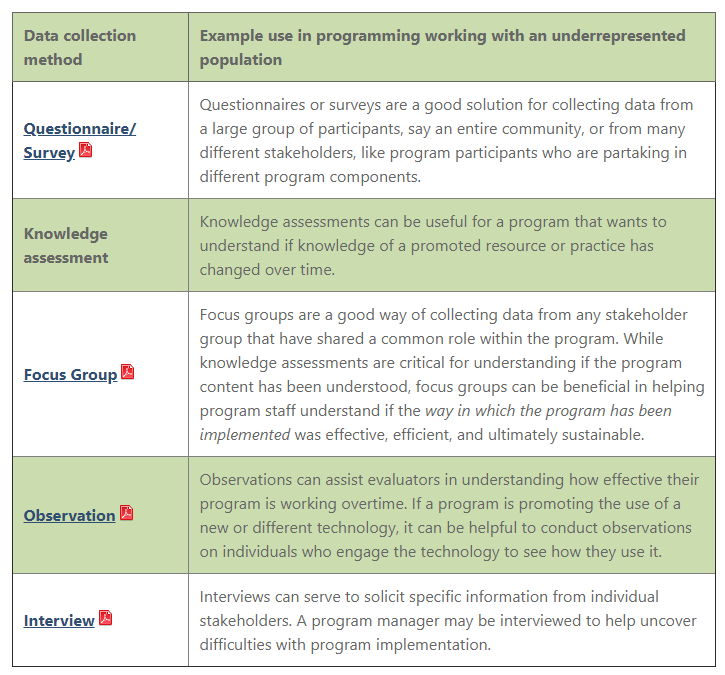 Data collection method
Example use in programming working with an underrepresented
population
Questionnaire/
Survey
Questionnaires or surveys are a good solution for collecting data from
a large group of participants, say an entire community, or from many
different stakeholders, like program participants who are partaking in
different program components.
Knowledge
assessment
Knowledge assessments can be useful for a program that wants to
understand if knowledge of a promoted resource or practice has
changed over time.
Focus Group
Focus groups are a good way of collecting data from any stakeholder
group that have shared a common role within the program. While
knowledge assessments are critical for understanding if the program
content has been understood, focus groups can be beneficial in helping
program staff understand if the way in which the program has been
implemented was effective, efficient, and ultimately sustainable.
Observation
Observations can assist evaluators in understanding how effective their
program is working overtime. If a program is promoting the use of a
new or different technology, it can be helpful to conduct observations
on individuals who engage the technology to see how they use it.
Interview
Interviews can serve to solicit specific information from individual
stakeholders. A program manager may be interviewed to help uncover
difficulties with program implementation.